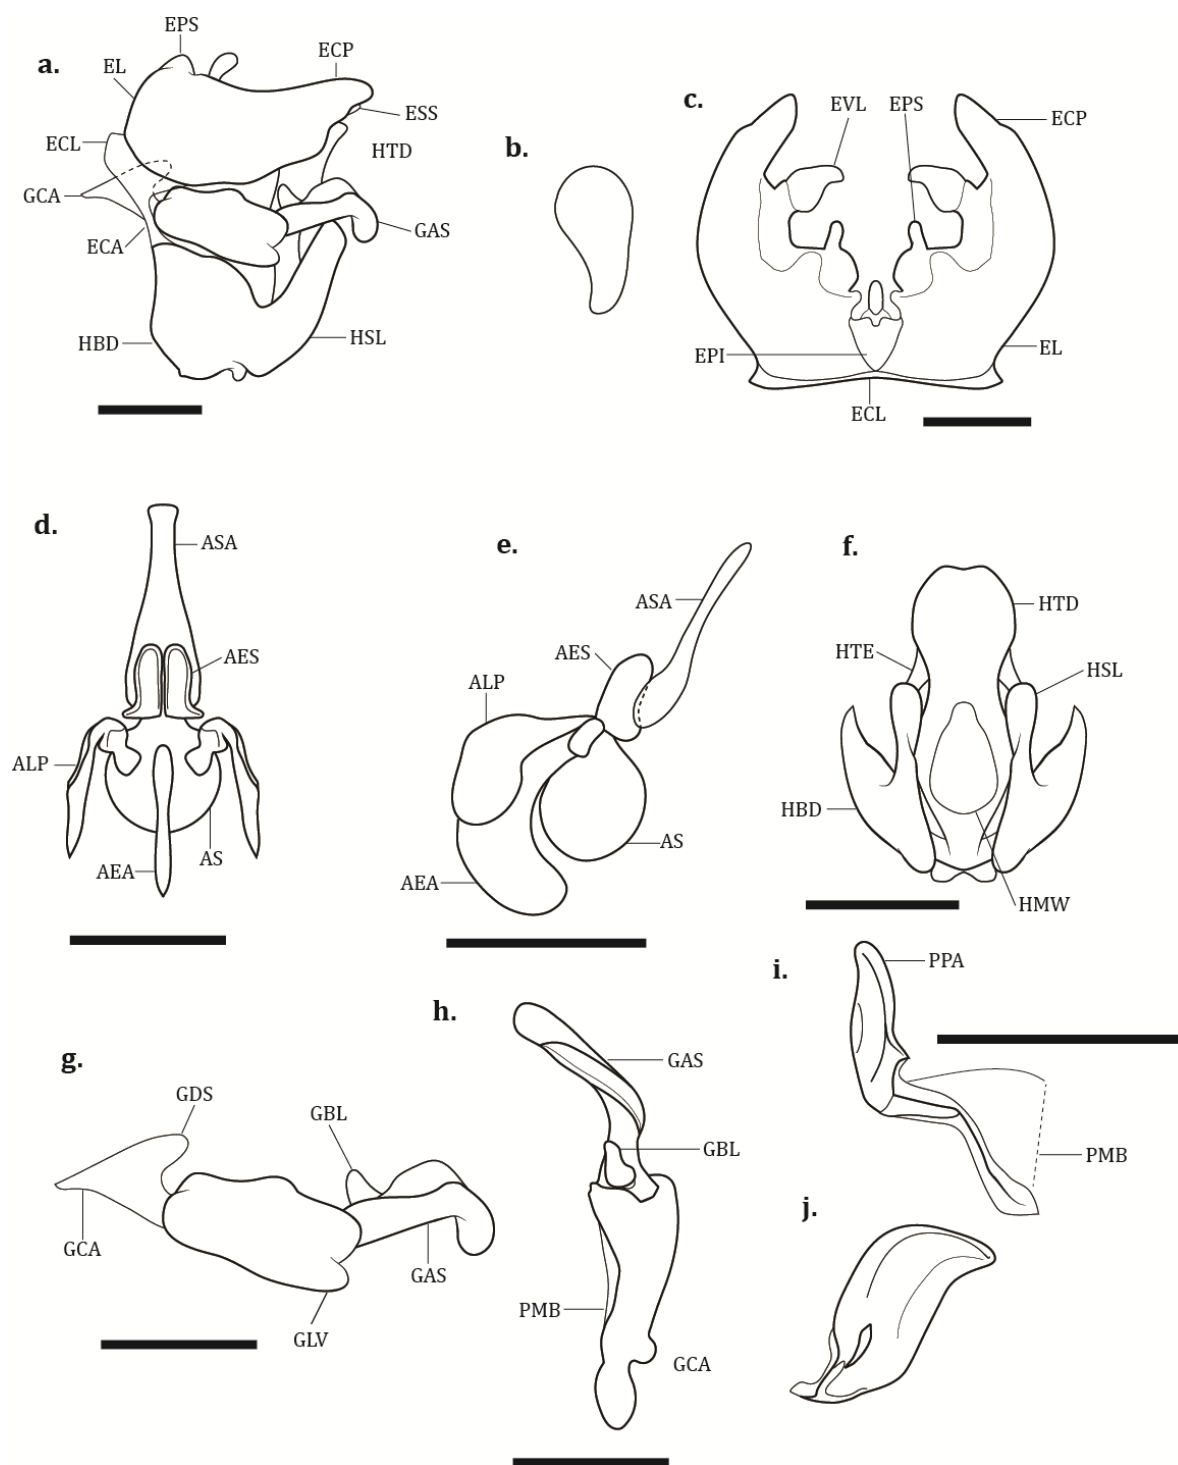 a.
EPS
EL
ECP
ESS
ECL
HTD
GCA
GAS
ECA
HBD
HSL
b.
c.
EVL
EPS
ECP
EPI
EL
ECL
d.
ASA
AES
ALP
AS
AEA
e.
ASA
AES
ALP
AS
AEA
f.
HTD
HTE
HSL
HBD
HMW
g.
GDS
GBL
GCA
GAS
GLV
h.
GAS
GBL
PMB
GCA
i.
PPA
PMB
j.